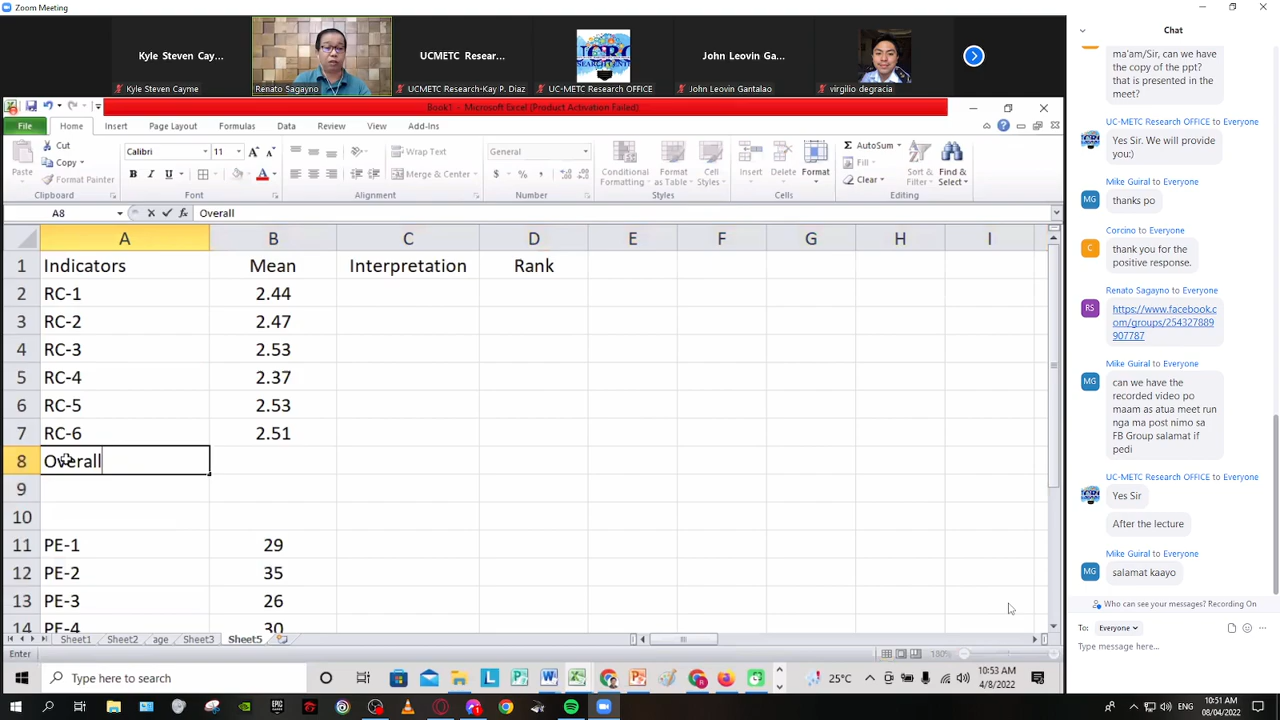 Zoom Meeting
Kyle Steven Cay...
UCMETC Resear...
John Leovin Ga...
Kyle Steven Cayme
Renato Sagayno
UCMETC Research-Kay P. Diaz
UC-METC Research OFFICE
John Leovin Gantalao
virgilio degracia
Book1 - Microsoft Excel (Product Activation Failed)
File Home Insert Page Layout Formulas Data Review View Add-Ins
Paste
Cut
Copy
Format Painter
Clipboard
Calibri 11
B I U
Font
Wrap Text
Merge & Center
Alignment
General
$ % ,
Number
Conditional Formatting
Format as Table
Cell Styles
Styles
Insert Delete Format
Cells
AutoSum
Fill
Clear
Sort & Filter
Find & Select
Editing
A8 fx Overall
A B C D E F G H I
1 Indicators Mean Interpretation Rank
2 RC-1 2.44
3 RC-2 2.47
4 RC-3 2.53
5 RC-4 2.37
6 RC-5 2.53
7 RC-6 2.51
8 Overall
9
10
11 PE-1 29
12 PE-2 35
13 PE-3 26
14 PE-4 30
Sheet1 Sheet2 age Sheet3 Sheet5
Enter
180%
Type here to search
25°C
10:53 AM
4/8/2022
Chat
ma'am/Sir, can we have
the copy of the ppt?
that is presented in the
meet?
UC-METC Research OFFICE to Everyone
Yes Sir. We will provide
you:)
Mike Guiral to Everyone
MG
thanks po
Corcino to Everyone
C
thank you for the
positive response.
Renato Sagayno to Everyone
RS
https://www.facebook.c
om/groups/254327889
907787
Mike Guiral to Everyone
MG
can we have the
recorded video po
maam as atua meet run
nga ma post nimo sa
FB Group salamat if
pedi
UC-METC Research OFFICE to Everyone
Yes Sir
After the lecture
Mike Guiral to Everyone
MG
salamat kaayo
Who can see your messages? Recording On
To: Everyone
Type message here...
ENG
10:51 AM
08/04/2022